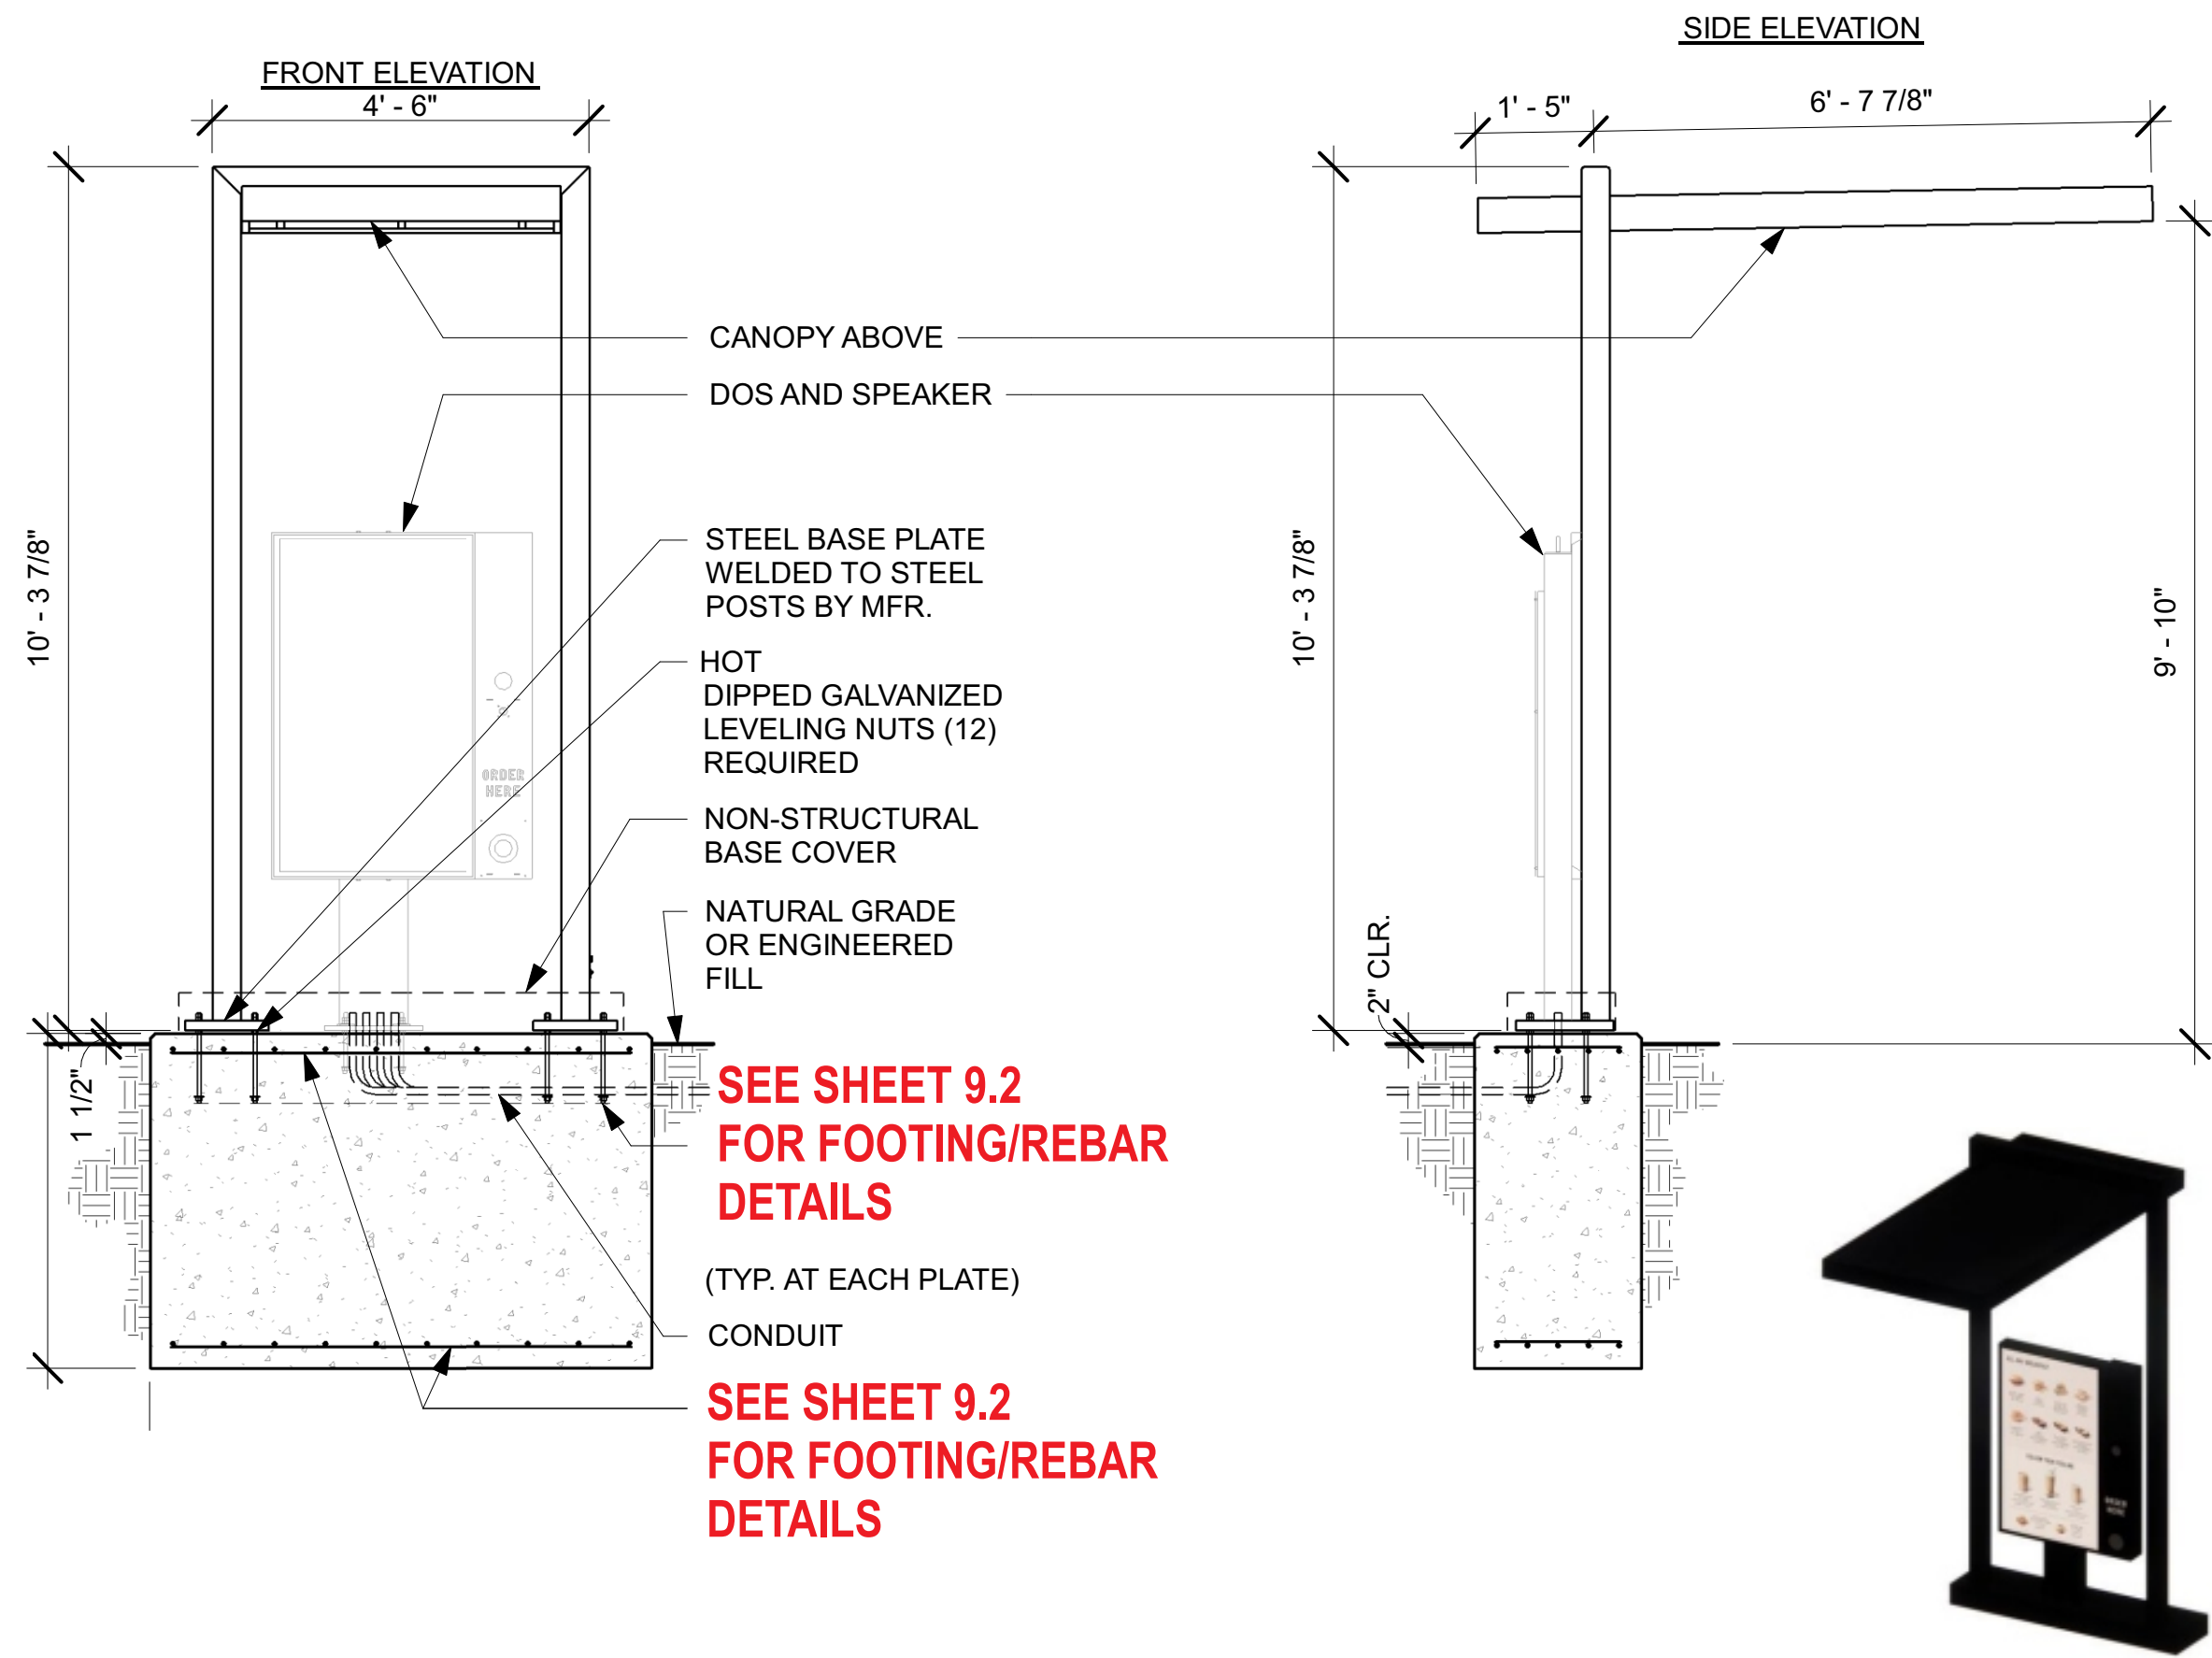 SIDE ELEVATION
FRONT ELEVATION
4' - 6"
1' - 5"
6' - 7 7/8"
CANOPY ABOVE
DOS AND SPEAKER
10' - 3 7/8"
STEEL BASE PLATE
WELDED TO STEEL
POSTS BY MFR.
10' - 3 7/8"
9' - 10"
HOT
DIPPED GALVANIZED
LEVELING NUTS (12)
REQUIRED
ORDER
HERE
NON-STRUCTURAL
BASE COVER
NATURAL GRADE
OR ENGINEERED
FILL
2" CLR.
1 1/2"
SEE SHEET 9.2
FOR FOOTING/REBAR
DETAILS
(TYP. AT EACH PLATE)
CONDUIT
SEE SHEET 9.2
FOR FOOTING/REBAR
DETAILS
ORDER
HERE